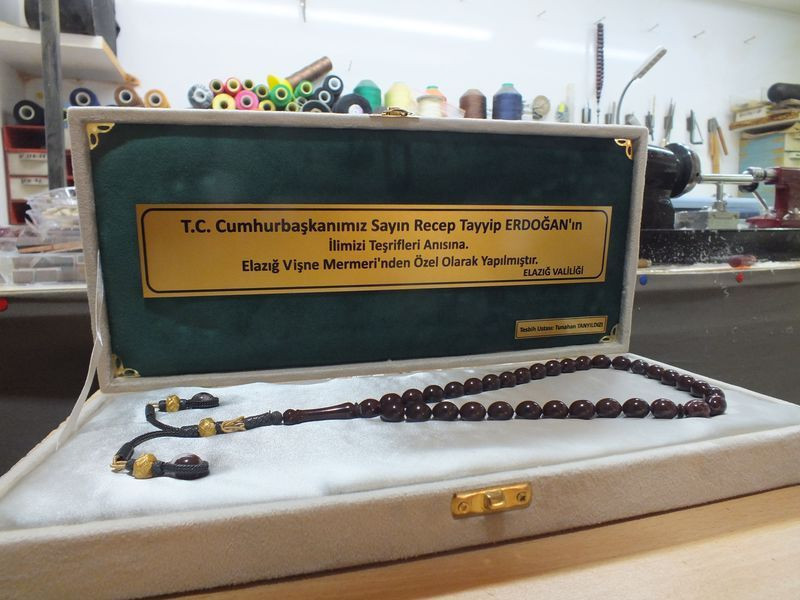 T.C. Cumhurbaşkanımız Sayın Recep Tayyip ERDOĞAN'ın
İlimizi Teşrifleri Anısına.
Elazığ Vişne Mermeri'nden Özel Olarak Yapılmıştır.
ELAZIĞ VALİLİĞİ
Tesbih Ustası: Tunahan TANYILDIZI